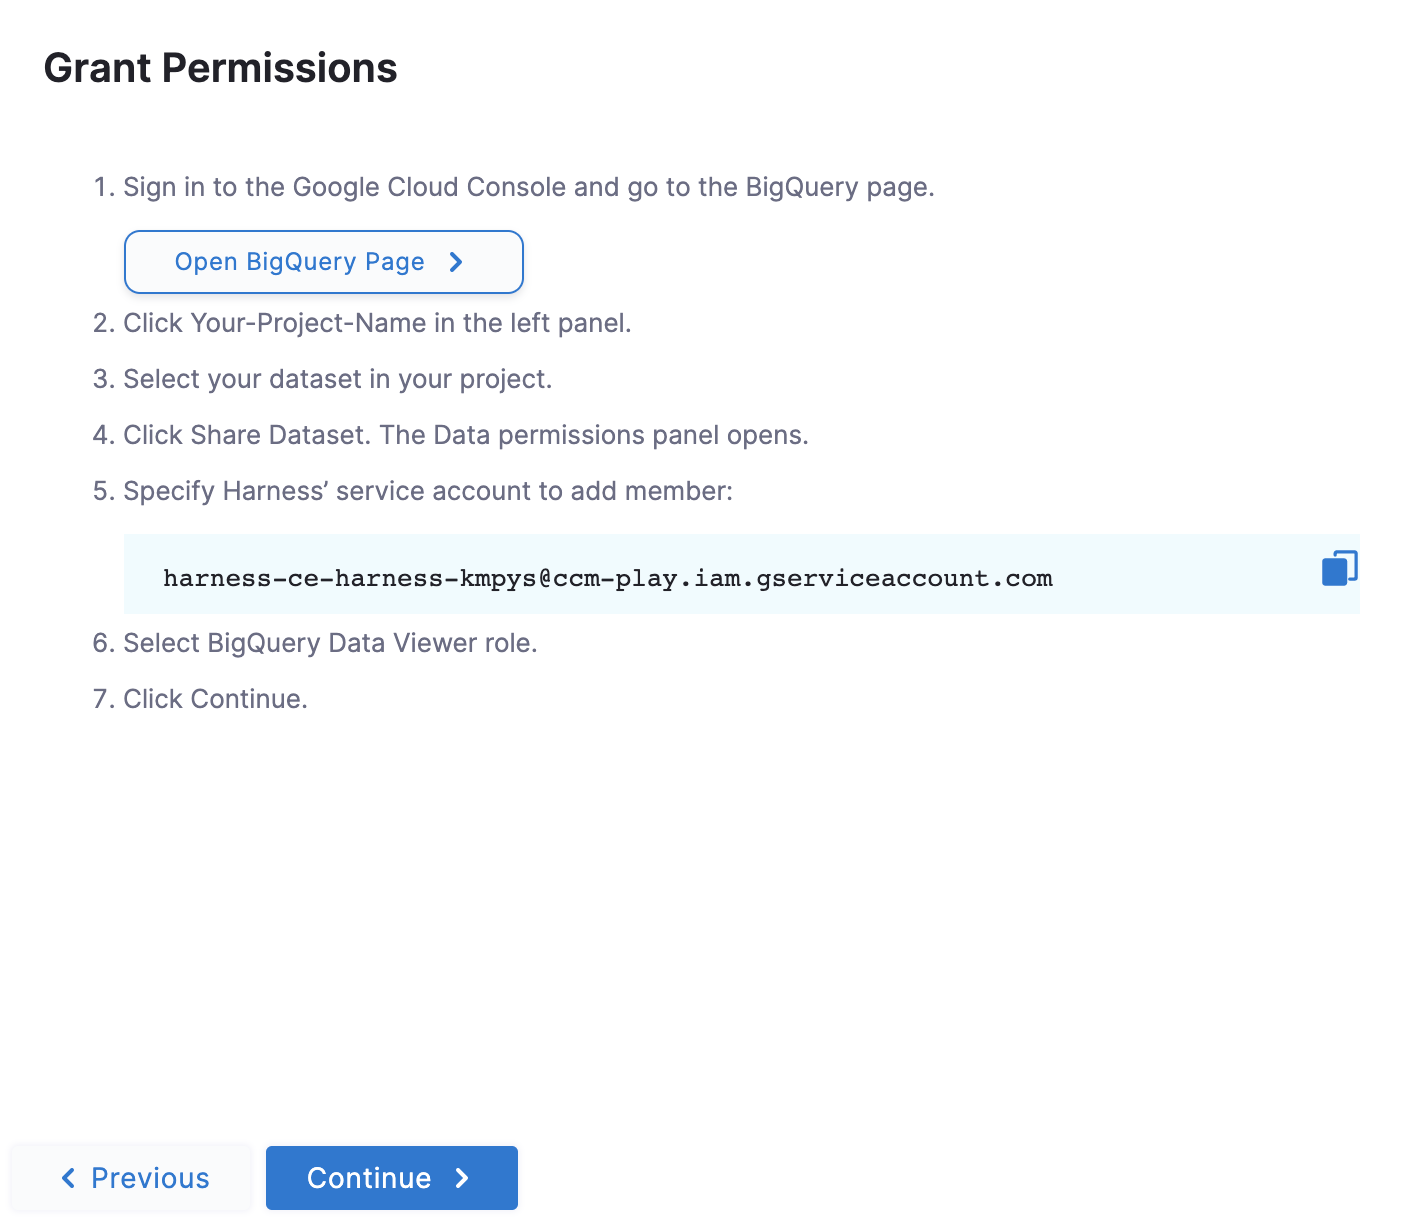 Grant Permissions
1. Sign in to the Google Cloud Console and go to the BigQuery page.
Open BigQuery Page
2. Click Your-Project-Name in the left panel.
3. Select your dataset in your project.
4. Click Share Dataset. The Data permissions panel opens.
5. Specify Harness’ service account to add member:
harness-ce-harness-kmpys@ccm-play.iam.gserviceaccount.com
6. Select BigQuery Data Viewer role.
7. Click Continue.
Previous
Continue